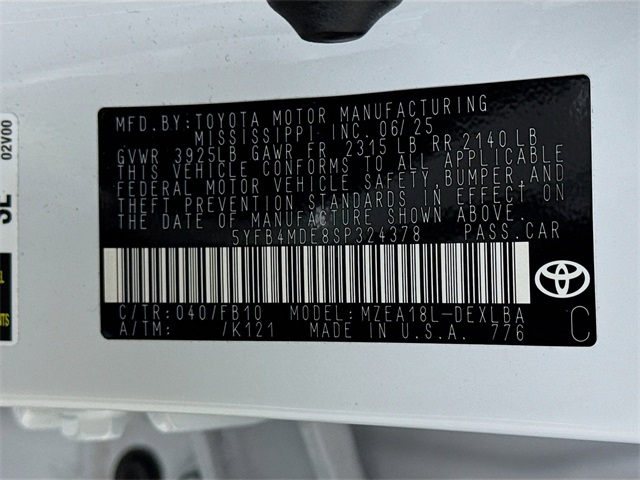 MFD.BY:TOYOTA MOTOR MANUFACTURING
MISSISSIPPI INC. 06/25
GVWR 3925LB GAWR FR 2315 LB RR 2140 LB
THIS VEHICLE CONFORMS TO ALL APPLICABLE
FEDERAL MOTOR VEHICLE SAFETY, BUMPER, AND
THEFT PREVENTION STANDARDS IN EFFECT ON
THE DATE OF MANUFACTURE SHOWN ABOVE.
5YFB4MDE8SP324378 PASS.CAR
C/TR: 040/FB10 MODEL: MZEA18L-DEXLBA
A/TM: /K121 MADE IN U.S.A. 776
C
02V00